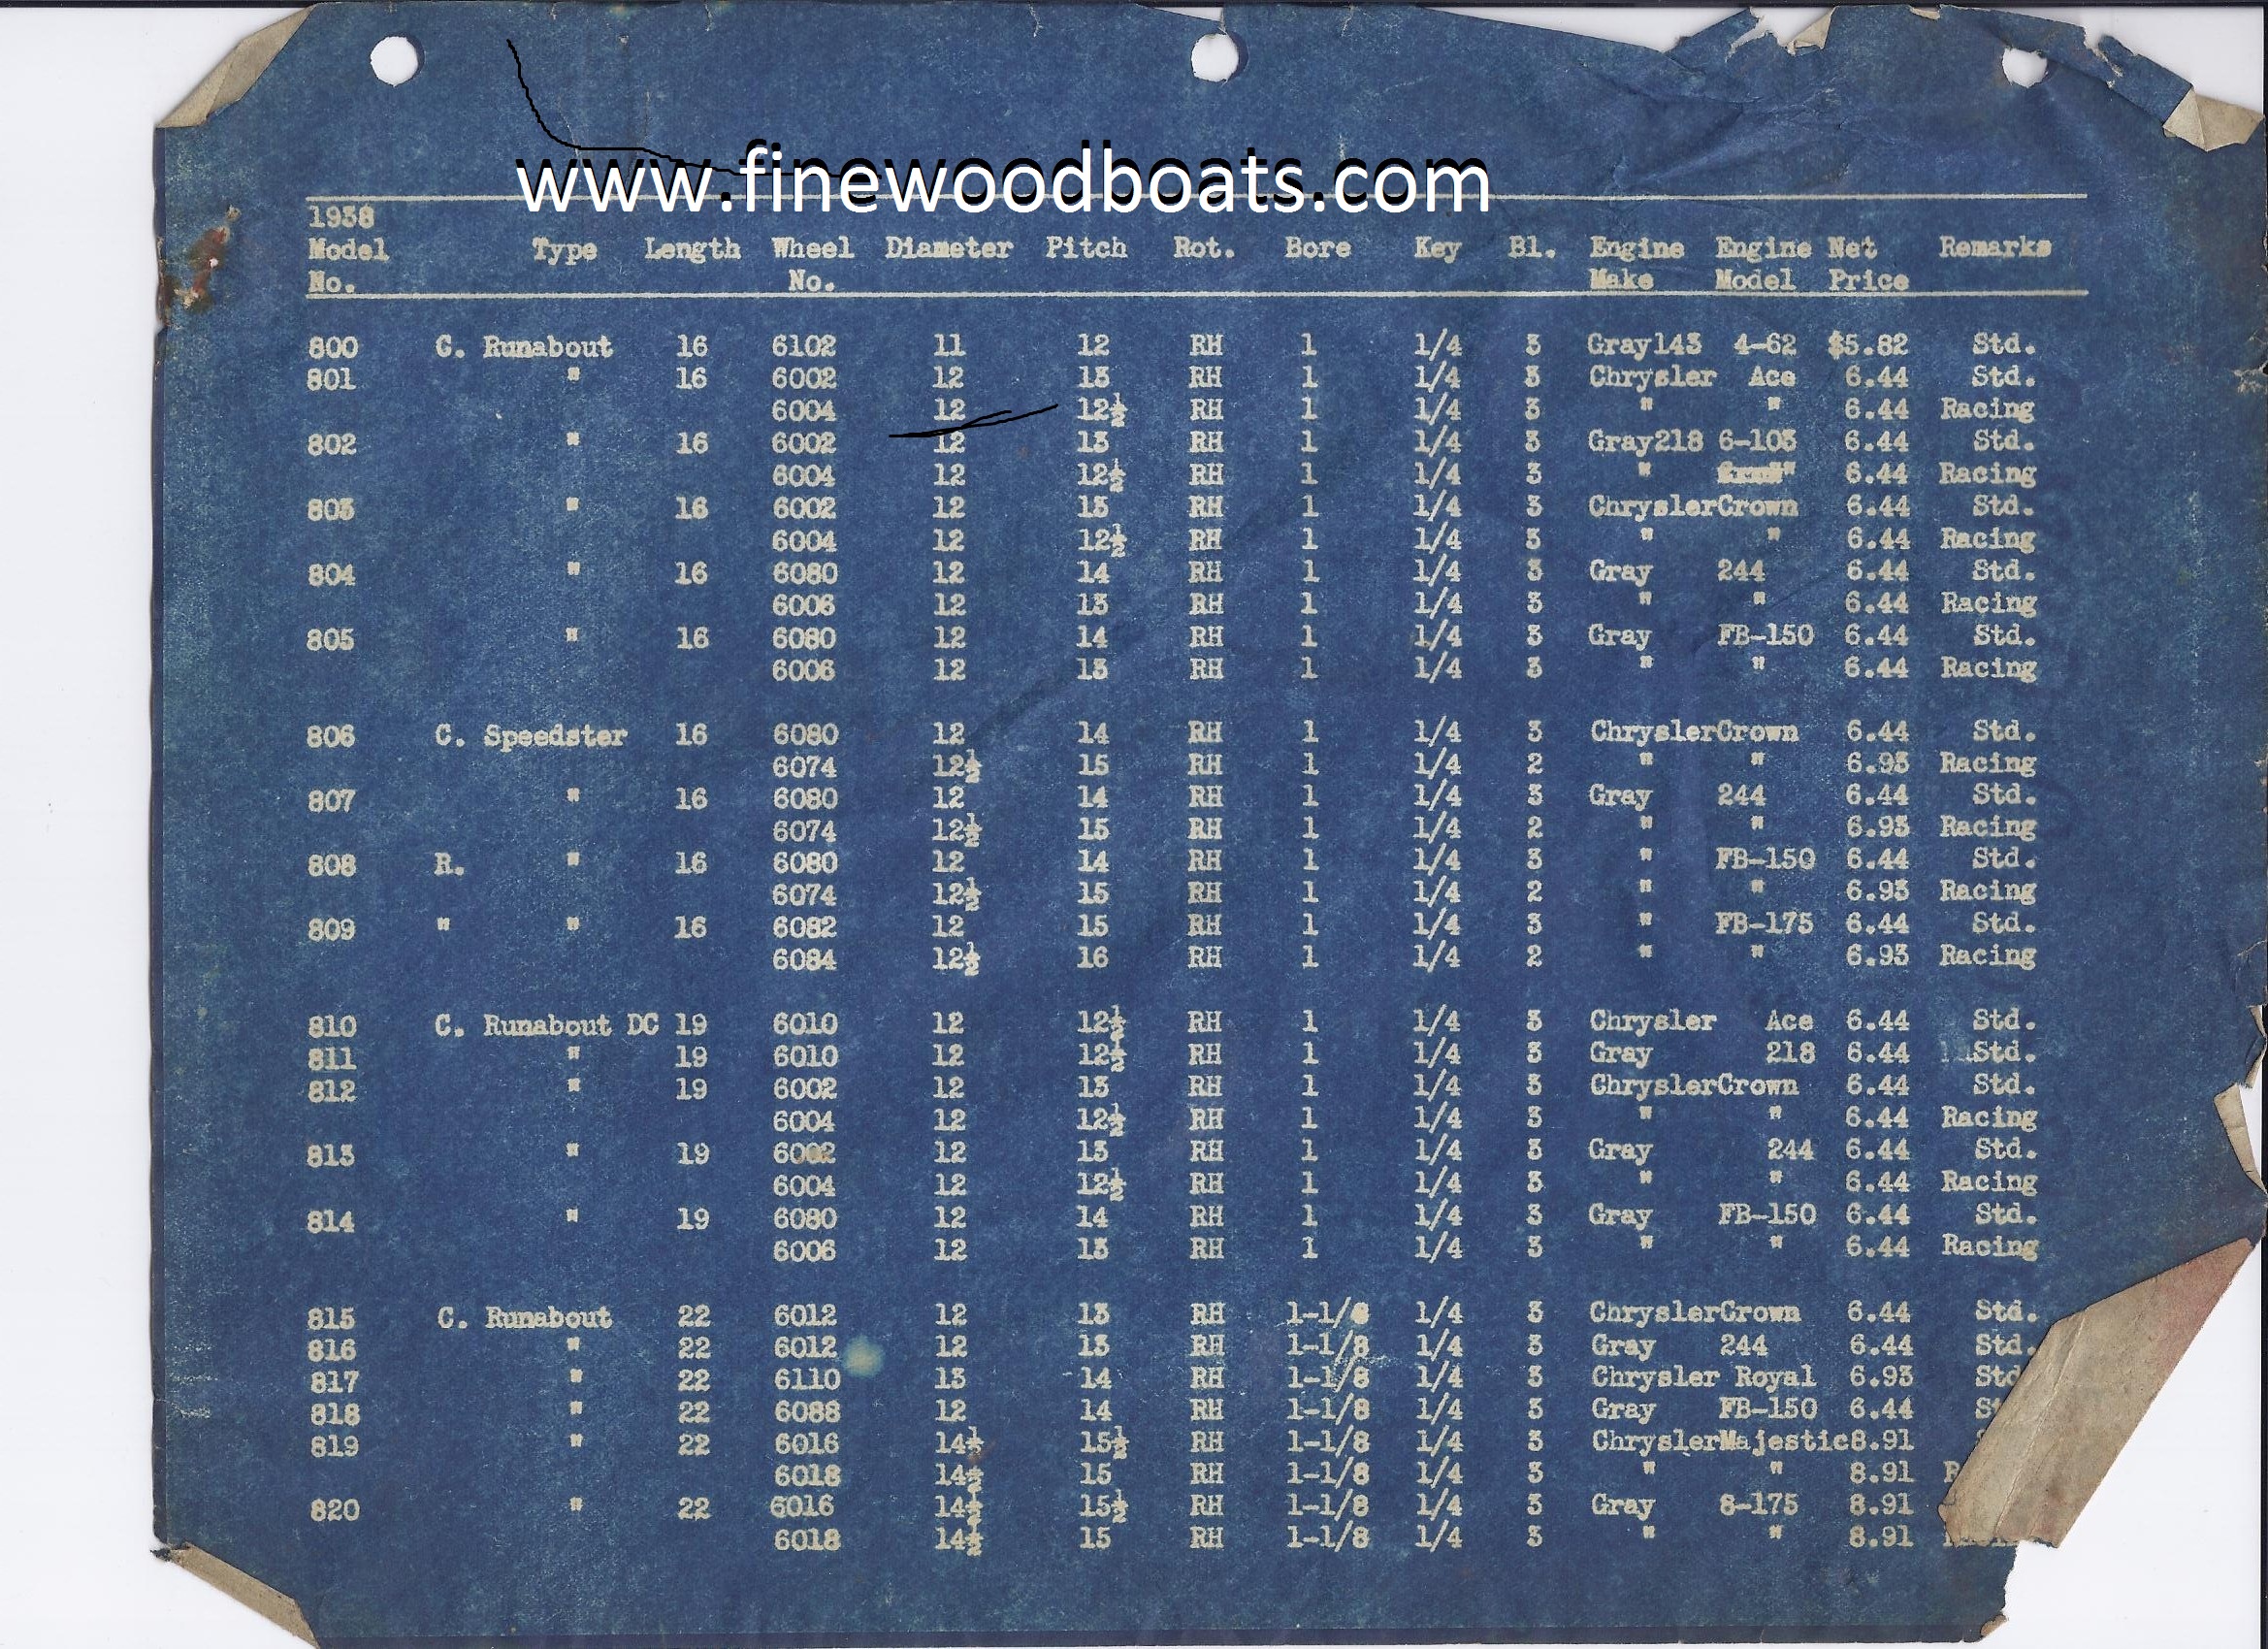 www.finewoodboats.com
1938
Model Type Length Wheel Diameter Pitch Rot. Bore Key Bl. Engine Engine Net Remarks
No. No. Make Model Price
800 C. Runabout 16 6102 11 12 RH 1 1/4 3 Gray143 4-62 $5.82 Std.
801 " 16 6002 12 13 RH 1 1/4 3 Chrysler Ace 6.44 Std.
6004 12 12½ RH 1 1/4 3 " " 6.44 Racing
802 " 16 6002 12 13 RH 1 1/4 3 Gray218 6-103 6.44 Std.
6004 12 12½ RH 1 1/4 3 " " 6.44 Racing
803 " 16 6002 12 13 RH 1 1/4 3 ChryslerCrown 6.44 Std.
6004 12 12½ RH 1 1/4 3 " " 6.44 Racing
804 " 16 6080 12 14 RH 1 1/4 3 Gray 244 6.44 Std.
6006 12 13 RH 1 1/4 3 " " 6.44 Racing
805 " 16 6080 12 14 RH 1 1/4 3 Gray FB-150 6.44 Std.
6006 12 13 RH 1 1/4 3 " " 6.44 Racing
806 C. Speedster 16 6080 12 14 RH 1 1/4 3 ChryslerCrown 6.44 Std.
6074 12½ 15 RH 1 1/4 2 " " 6.93 Racing
807 " 16 6080 12 14 RH 1 1/4 3 Gray 244 6.44 Std.
6074 12½ 15 RH 1 1/4 2 " " 6.93 Racing
808 R. " 16 6080 12 14 RH 1 1/4 3 " FB-150 6.44 Std.
6074 12½ 15 RH 1 1/4 2 " " 6.93 Racing
809 " " 16 6082 12 15 RH 1 1/4 3 " FB-175 6.44 Std.
6084 12½ 16 RH 1 1/4 2 " " 6.93 Racing
810 C. Runabout DC 19 6010 12 12½ RH 1 1/4 3 Chrysler Ace 6.44 Std.
811 " 19 6010 12 12½ RH 1 1/4 3 Gray 218 6.44 Std.
812 " 19 6002 12 13 RH 1 1/4 3 ChryslerCrown 6.44 Std.
6004 12 12½ RH 1 1/4 3 " " 6.44 Racing
813 " 19 6002 12 13 RH 1 1/4 3 Gray 244 6.44 Std.
6004 12 12½ RH 1 1/4 3 " " 6.44 Racing
814 " 19 6080 12 14 RH 1 1/4 3 Gray FB-150 6.44 Std.
6006 12 13 RH 1 1/4 3 " " 6.44 Racing
815 C. Runabout 22 6012 12 13 RH 1-1/8 1/4 3 ChryslerCrown 6.44 Std.
816 " 22 6012 12 13 RH 1-1/8 1/4 3 Gray 244 6.44 Std.
817 " 22 6110 13 14 RH 1-1/8 1/4 3 Chrysler Royal 6.93 Std
818 " 22 6088 12 14 RH 1-1/8 1/4 3 Gray FB-150 6.44
819 " 22 6016 14½ 15½ RH 1-1/8 1/4 3 ChryslerMajestic8.91
6018 14½ 15 RH 1-1/8 1/4 3 " " 8.91
820 " 22 6016 14½ 15½ RH 1-1/8 1/4 3 Gray 8-175 8.91
6018 14½ 15 RH 1-1/8 1/4 3 " " 8.91